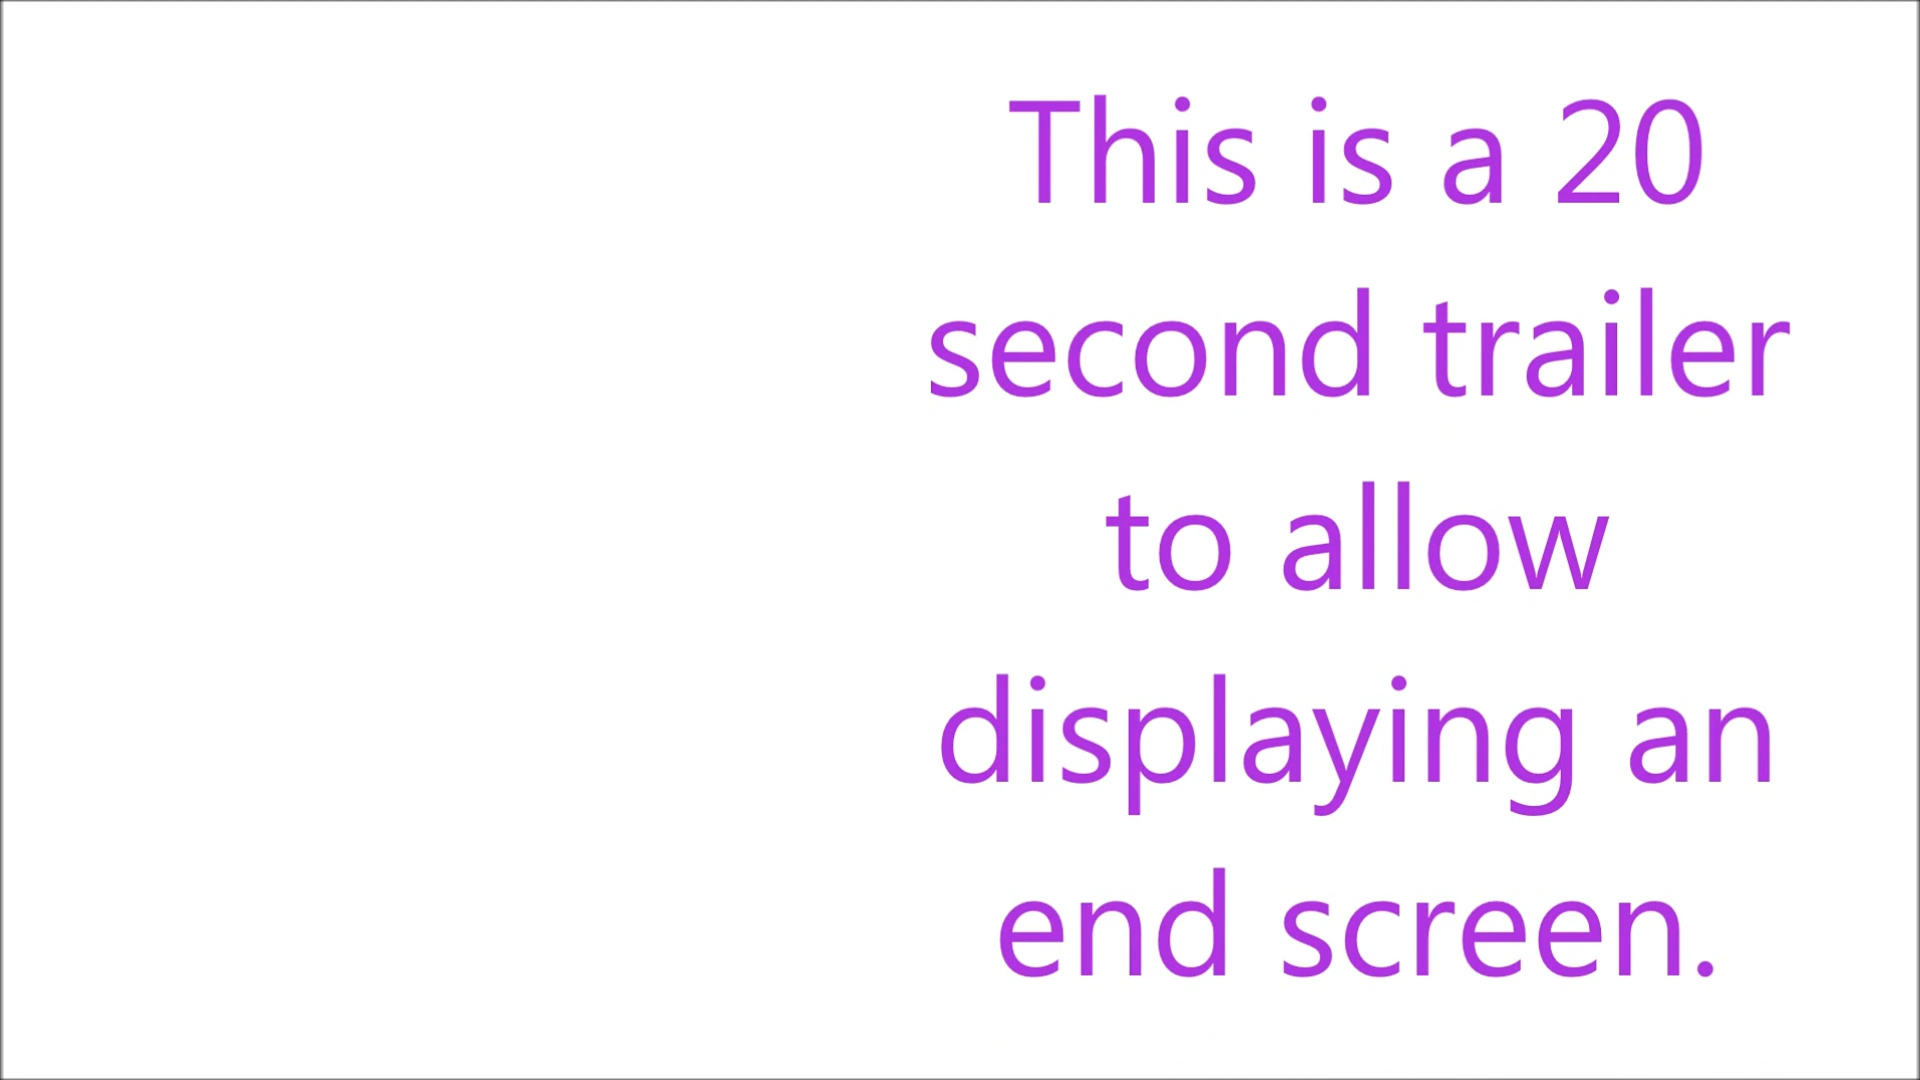 This is a 20
second trailer
to allow
displaying an
end screen.